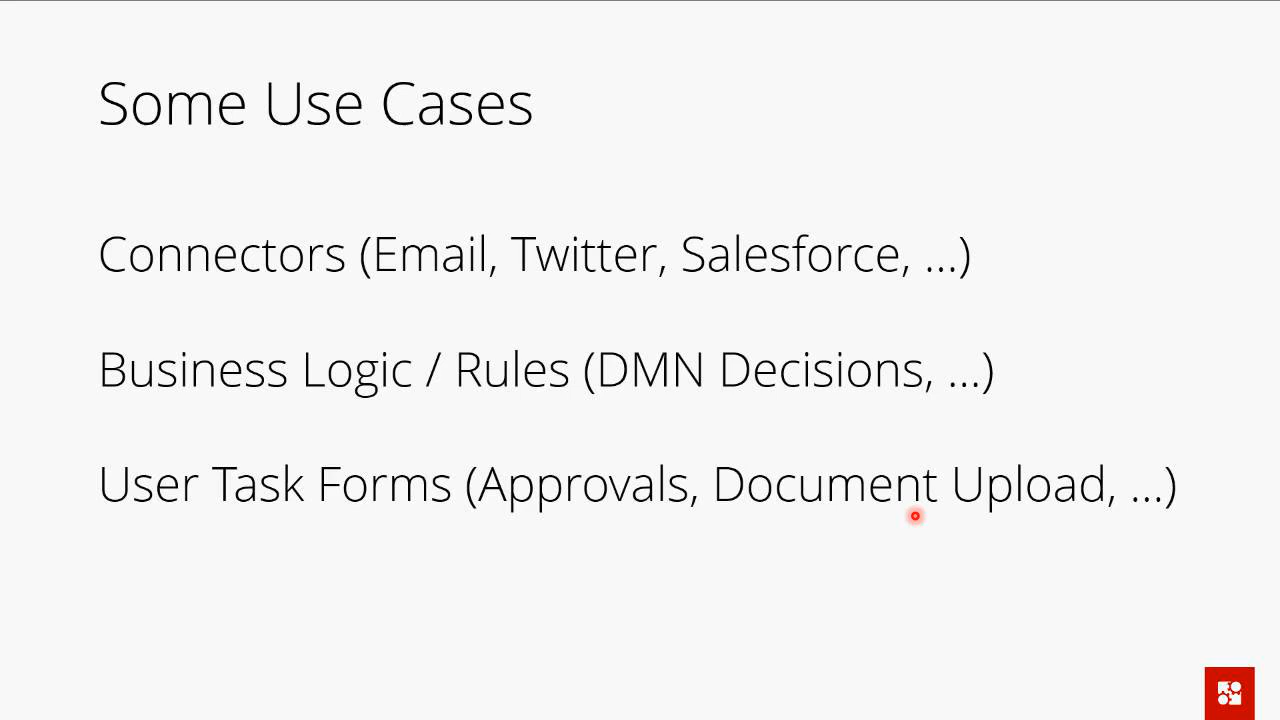 Some Use Cases
Connectors (Email, Twitter, Salesforce, ...)
Business Logic / Rules (DMN Decisions, ...)
User Task Forms (Approvals, Document Upload, ...)